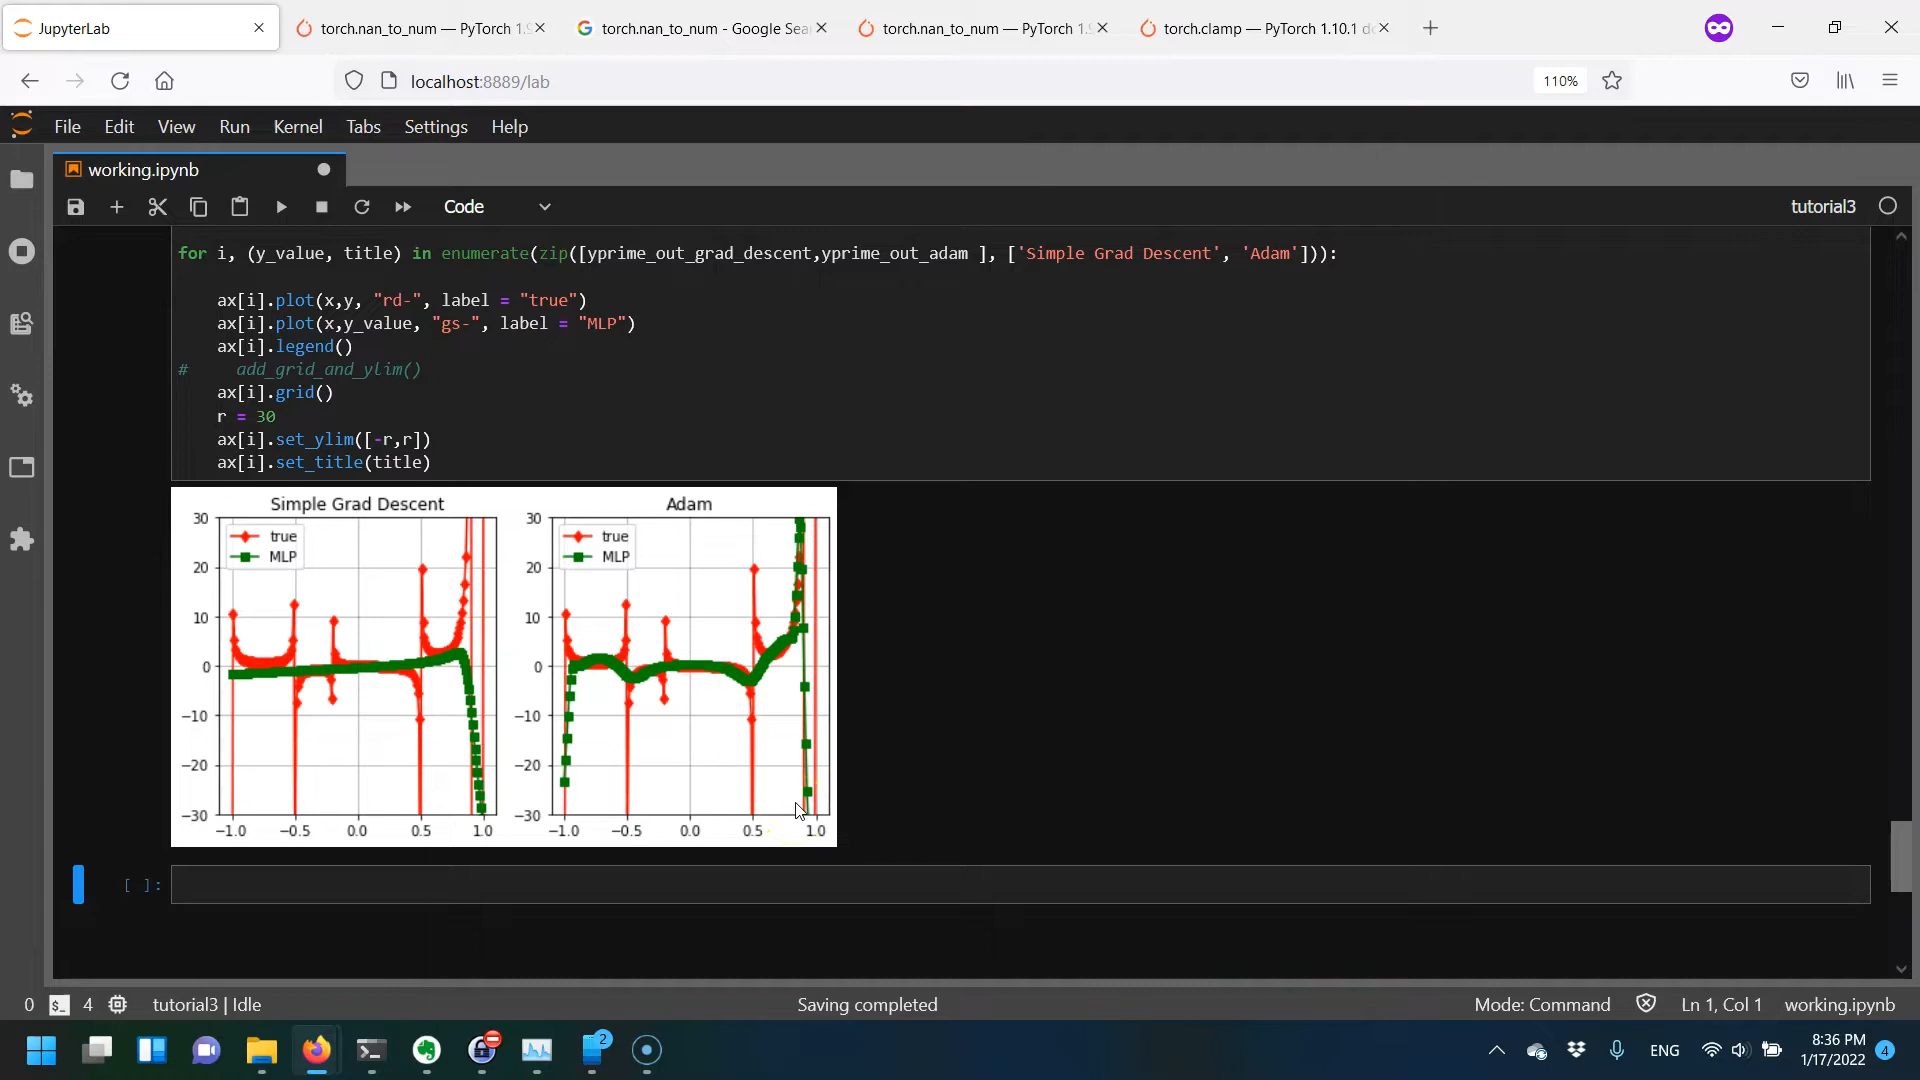 JupyterLab
torch.nan_to_num — PyTorch 1.9
torch.nan_to_num - Google Sea
torch.nan_to_num — PyTorch 1.9
torch.clamp — PyTorch 1.10.1 do
localhost:8889/lab
110%
File Edit View Run Kernel Tabs Settings Help
working.ipynb
Code
tutorial3
for i, (y_value, title) in enumerate(zip([yprime_out_grad_descent,yprime_out_adam ], ['Simple Grad Descent', 'Adam'])):
ax[i].plot(x,y, "rd-", label = "true")
ax[i].plot(x,y_value, "gs-", label = "MLP")
ax[i].legend()
# add_grid_and_ylim()
ax[i].grid()
r = 30
ax[i].set_ylim([-r,r])
ax[i].set_title(title)
Simple Grad Descent
30
20
10
0
−10
−20
−30
true
MLP
−1.0 −0.5 0.0 0.5 1.0
Adam
30
20
10
0
−10
−20
−30
true
MLP
−1.0 −0.5 0.0 0.5 1.0
[ ]:
0 $_ 4 tutorial3 | Idle
Saving completed
Mode: Command
Ln 1, Col 1
working.ipynb
2
ENG
8:36 PM
1/17/2022
4